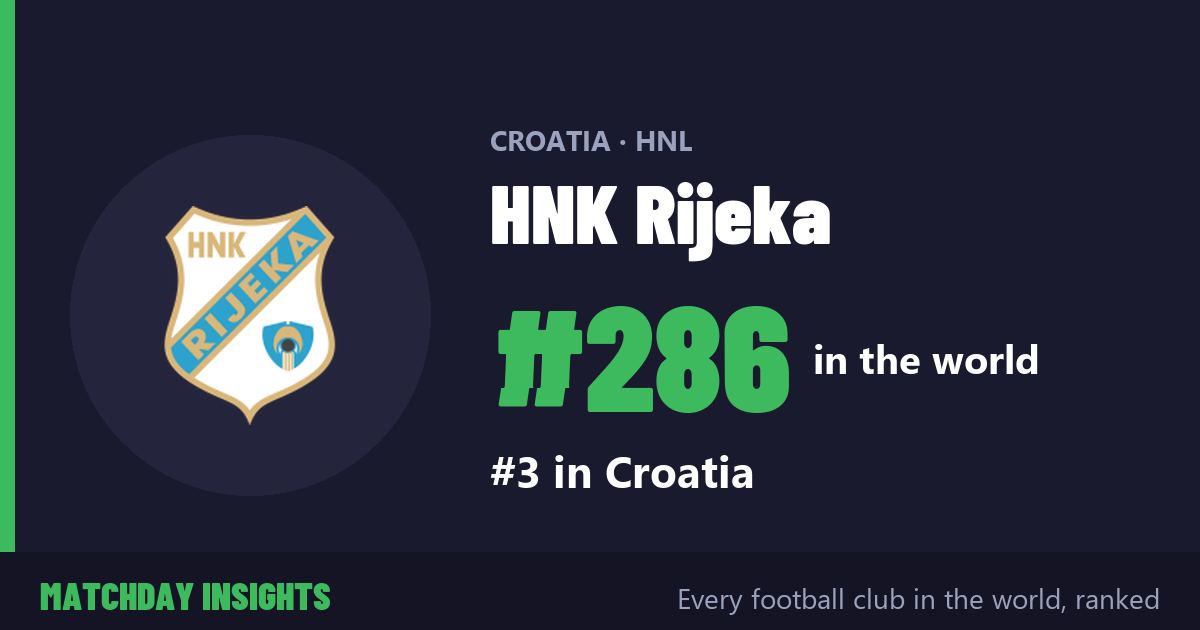 CROATIA · HNL
HNK Rijeka
HNK
RIJEKA
#286 in the world
#3 in Croatia
MATCHDAY INSIGHTS
Every football club in the world, ranked